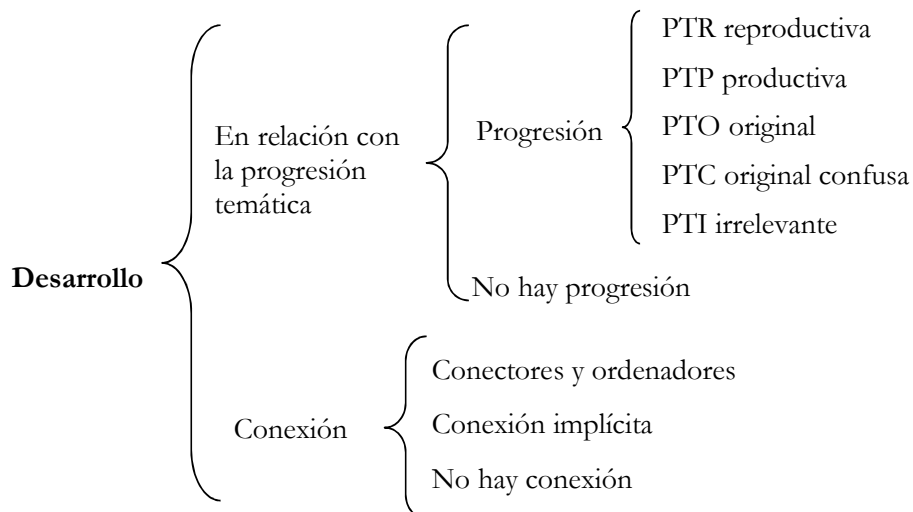 Desarrollo
En relación con
la progresión
temática
Progresión
PTR reproductiva
PTP productiva
PTO original
PTC original confusa
PTI irrelevante
No hay progresión
Conexión
Conectores y ordenadores
Conexión implícita
No hay conexión